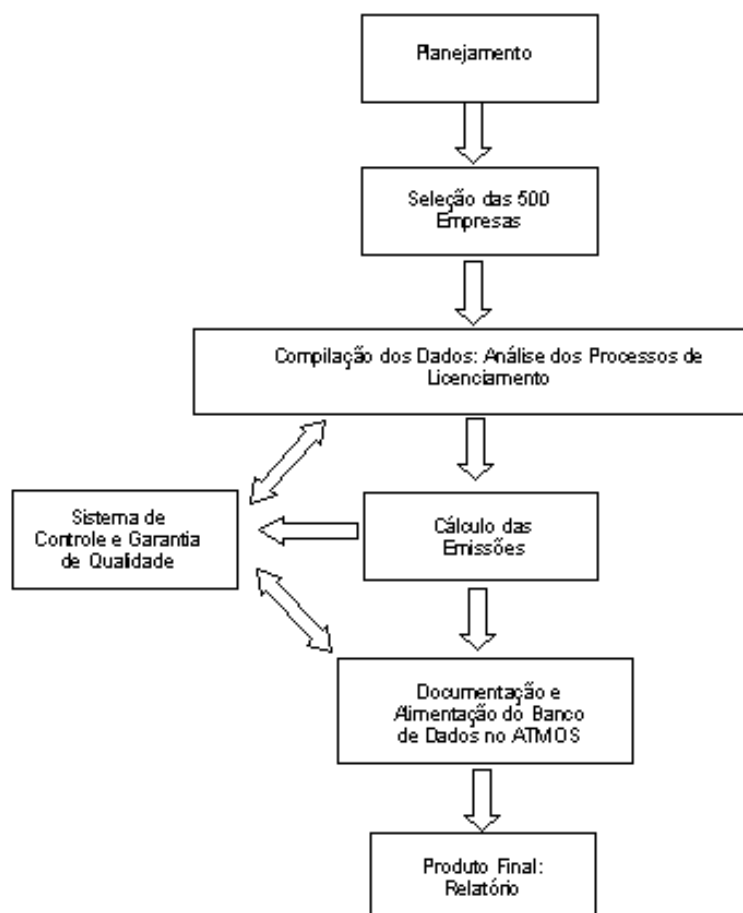 Planejamento
Seleção das 500
Empresas
Compilação dos Dados: Análise dos Processos de
Licenciamento
Sistema de
Controle e Garantia
de Qualidade
Cálculo das
Emissões
Documentação e
Alimentação do Banco
de Dados no ATMOS
Produto Final:
Relatório